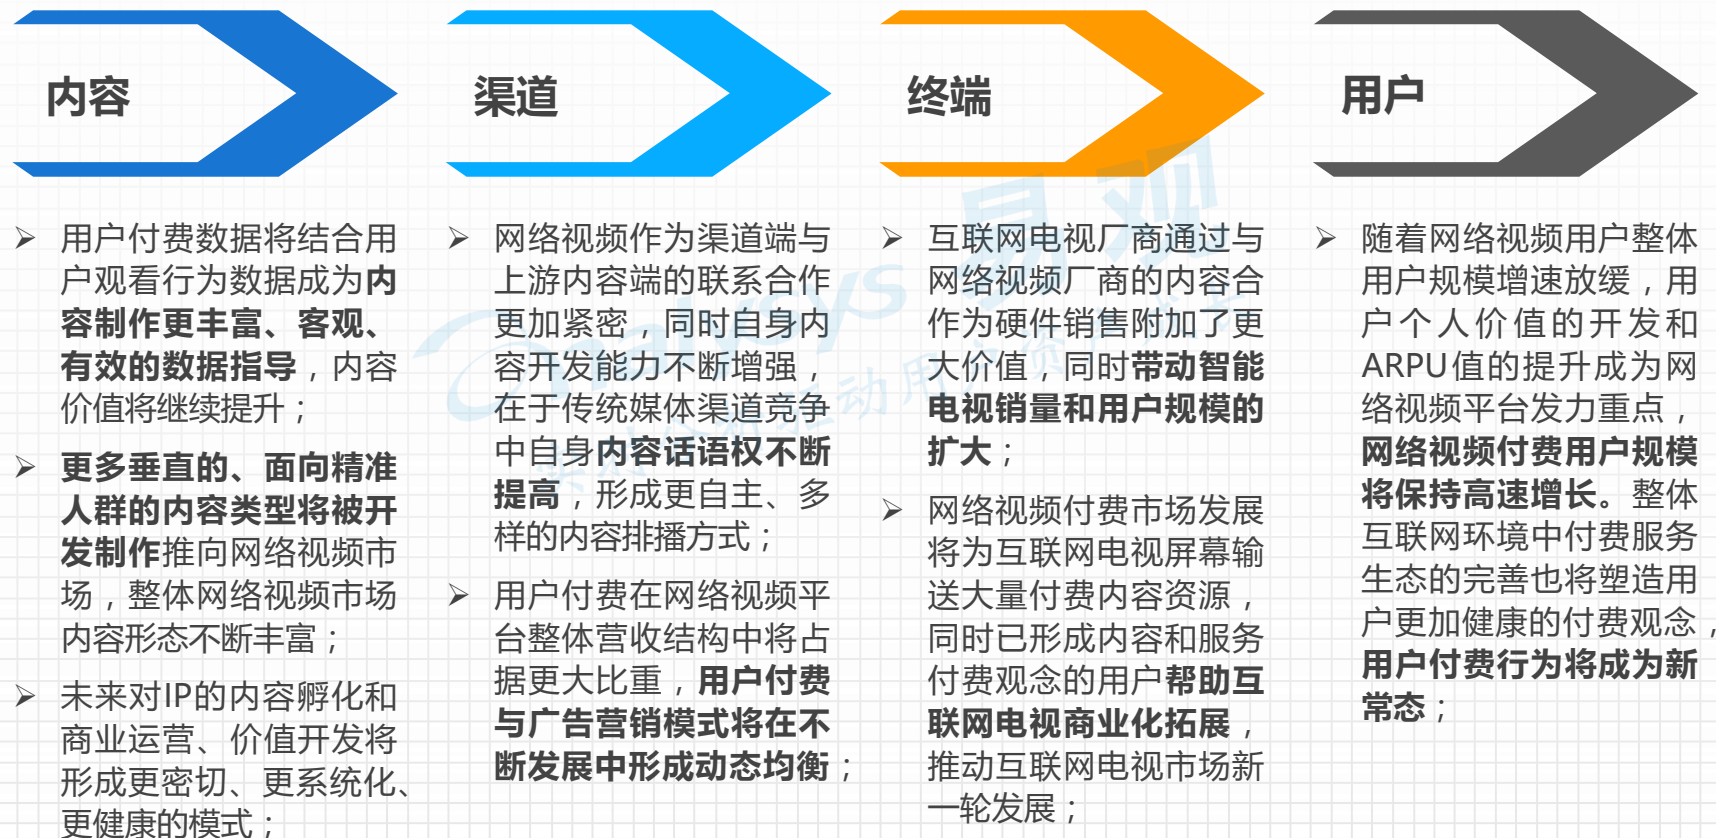 内容
用户付费数据将结合用
户观看行为数据成为内
容制作更丰富、客观、
有效的数据指导，内容
价值将继续提升；
更多垂直的、面向精准
人群的内容类型将被开
发制作推向网络视频市
场，整体网络视频市场
内容形态不断丰富；
未来对IP的内容孵化和
商业运营、价值开发将
形成更密切、更系统化、
更健康的模式；
渠道
网络视频作为渠道端与
上游内容端的联系合作
更加紧密，同时自身内
容开发能力不断增强，
在于传统媒体渠道竞争
中自身内容话语权不断
提高，形成更自主、多
样的内容排播方式；
用户付费在网络视频平
台整体营收结构中将占
据更大比重，用户付费
与广告营销模式将在不
断发展中形成动态均衡；
终端
互联网电视厂商通过与
网络视频厂商的内容合
作为硬件销售附加了更
大价值，同时带动智能
电视销量和用户规模的
扩大；
网络视频付费市场发展
将为互联网电视屏幕输
送大量付费内容资源，
同时已形成内容和服务
付费观念的用户帮助互
联网电视商业化拓展，
推动互联网电视市场新
一轮发展；
用户
随着网络视频用户整体
用户规模增速放缓，用
户个人价值的开发和
ARPU值的提升成为网
络视频平台发力重点，
网络视频付费用户规模
将保持高速增长。整体
互联网环境中付费服务
生态的完善也将塑造用
户更加健康的付费观念，
用户付费行为将成为新
常态；
analysys 易观